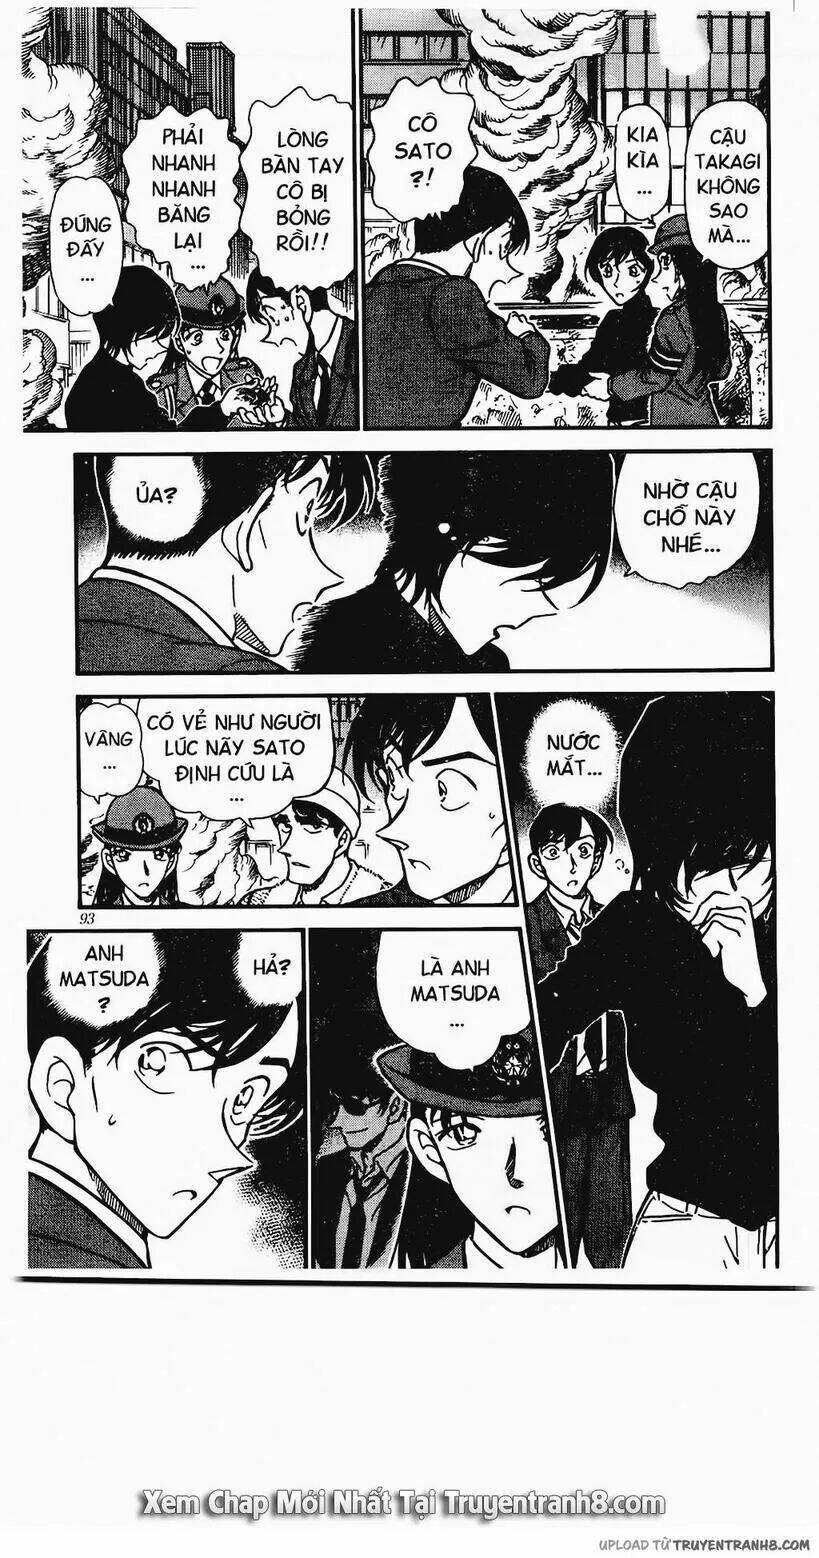 CẬU
TAKAGI
KHÔNG
SAO
MÀ...
KIA
KÌA
...
CÔ
SATO
?!
LÒNG
BÀN TAY
CÔ BỊ
BỎNG
RỒI!!
PHẢI
NHANH
NHANH
BĂNG
LẠI
...
ĐỨNG
ĐẤY
...
NHỜ CẬU
CHỖ NÀY
NHÉ...
ỦA?
NƯỚC
MẮT...
CÓ VẺ NHƯ NGƯỜI
LÚC NÃY SATO
ĐỊNH CỨU LÀ
...
VÂNG
...
93
LÀ ANH
MATSUDA
...
HẢ?
ANH
MATSUDA
?
Xem Chap Mới Nhất Tại Truyentranh8.com
UPLOAD TỪ TRUYENTRANH8.COM